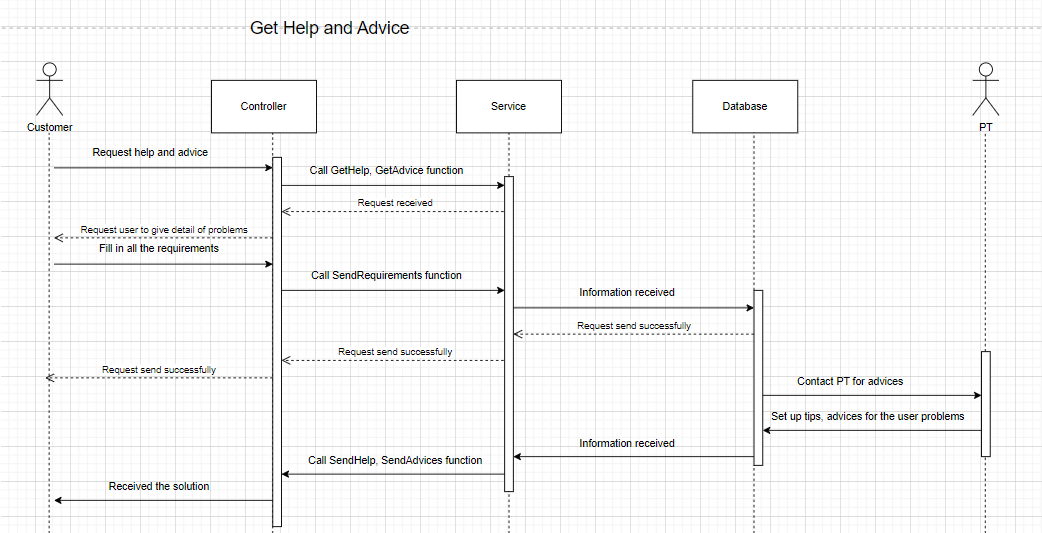 Get Help and Advice
Customer
Controller
Service
Database
PT
Request help and advice
Call GetHelp, GetAdvice function
Request received
Request user to give detail of problems
Fill in all the requirements
Call SendRequirements function
Information received
Request send successfully
Request send successfully
Request send successfully
Contact PT for advices
Set up tips, advices for the user problems
Information received
Call SendHelp, SendAdvices function
Received the solution